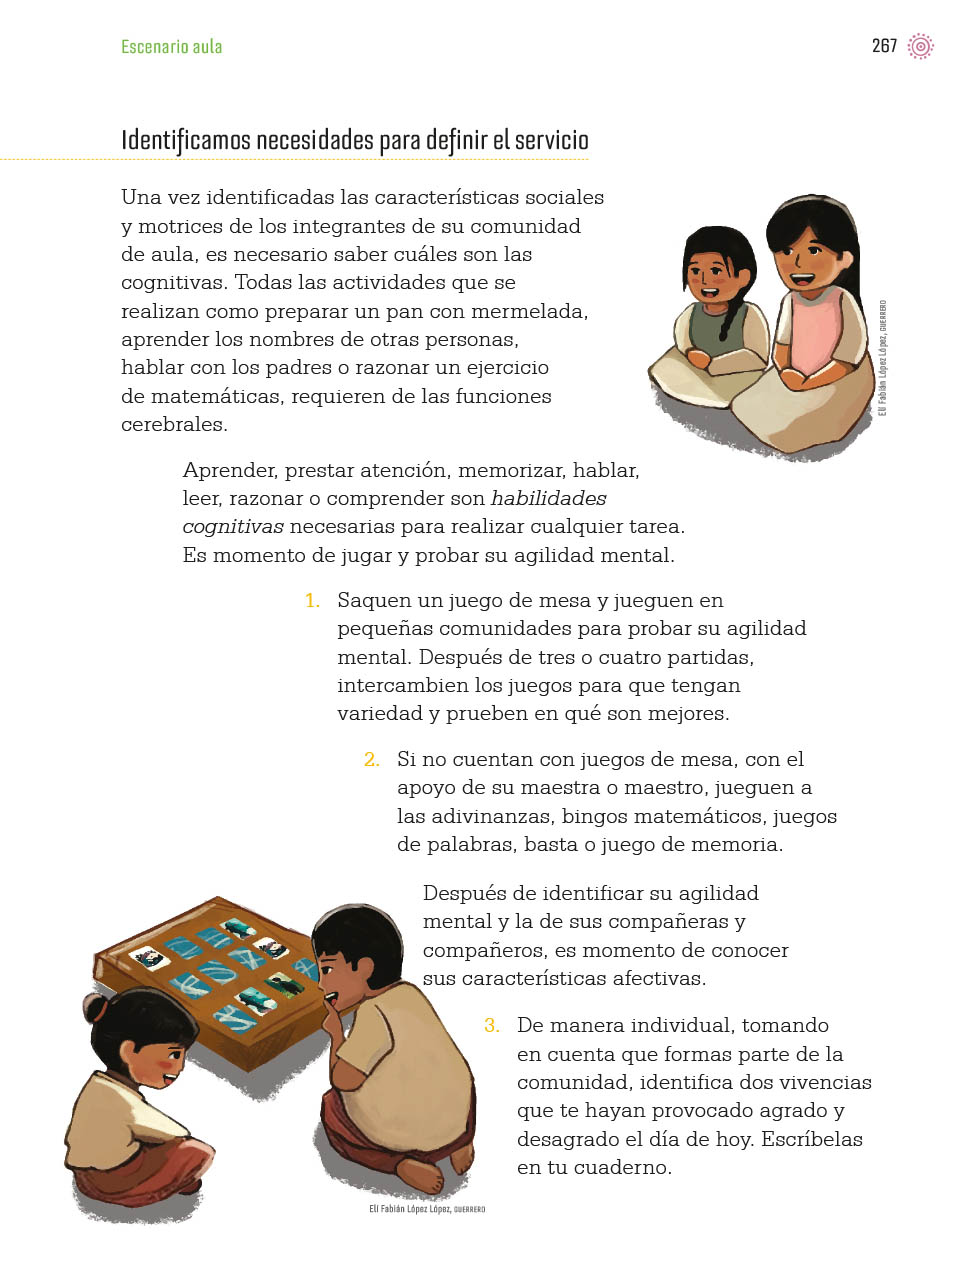 Escenario aula
267
Identificamos necesidades para definir el servicio
Una vez identificadas las características sociales
y motrices de los integrantes de su comunidad
de aula, es necesario saber cuáles son las
cognitivas. Todas las actividades que se
realizan como preparar un pan con mermelada,
aprender los nombres de otras personas,
hablar con los padres o razonar un ejercicio
de matemáticas, requieren de las funciones
cerebrales.
Elí Fabián López López, GUERRERO
Aprender, prestar atención, memorizar, hablar,
leer, razonar o comprender son habilidades
cognitivas necesarias para realizar cualquier tarea.
Es momento de jugar y probar su agilidad mental.
1. Saquen un juego de mesa y jueguen en
pequeñas comunidades para probar su agilidad
mental. Después de tres o cuatro partidas,
intercambien los juegos para que tengan
variedad y prueben en qué son mejores.
2. Si no cuentan con juegos de mesa, con el
apoyo de su maestra o maestro, jueguen a
las adivinanzas, bingos matemáticos, juegos
de palabras, basta o juego de memoria.
Después de identificar su agilidad
mental y la de sus compañeras y
compañeros, es momento de conocer
sus características afectivas.
3. De manera individual, tomando
en cuenta que formas parte de la
comunidad, identifica dos vivencias
que te hayan provocado agrado y
desagrado el día de hoy. Escríbelas
en tu cuaderno.
Elí Fabián López López, GUERRERO